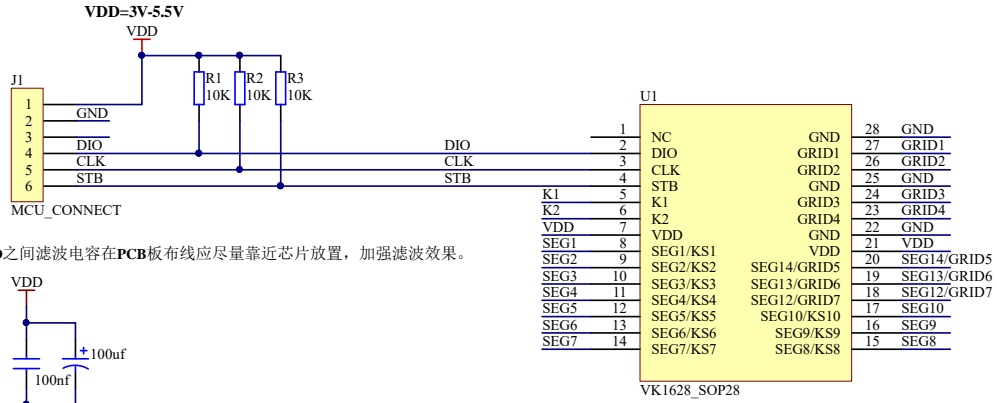 VDD=3V-5.5V
VDD
J1
R1 R2 R3
10K 10K 10K
1
2 GND
3
4 DIO DIO
5 CLK CLK
6 STB STB
MCU_CONNECT
U1
1 NC GND 28 GND
2 DIO GRID1 27 GRID1
3 CLK GRID2 26 GRID2
4 STB GND 25 GND
K1 5 K1 GRID3 24 GRID3
K2 6 K2 GRID4 23 GRID4
VDD 7 VDD GND 22 GND
SEG1 8 SEG1/KS1 VDD 21 VDD
SEG2 9 SEG2/KS2 SEG14/GRID5 20 SEG14/GRID5
SEG3 10 SEG3/KS3 SEG13/GRID6 19 SEG13/GRID6
SEG4 11 SEG4/KS4 SEG12/GRID7 18 SEG12/GRID7
SEG5 12 SEG5/KS5 SEG10/KS10 17 SEG10
SEG6 13 SEG6/KS6 SEG9/KS9 16 SEG9
SEG7 14 SEG7/KS7 SEG8/KS8 15 SEG8
VK1628_SOP28
之间滤波电容在PCB板布线应尽量靠近芯片放置，加强滤波效果。
VDD
+ 100uf
100nf